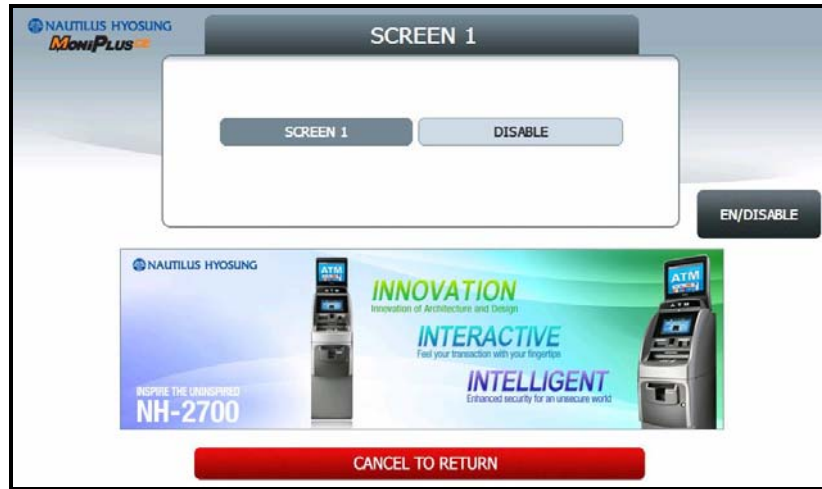 NAUTILUS HYOSUNG
MoniPlus CE
SCREEN 1
SCREEN 1 DISABLE
EN/DISABLE
NAUTILUS HYOSUNG
ATM
INNOVATION
Innovation of Architecture and Design
INTERACTIVE
Feel your transaction with your fingertips
INTELLIGENT
Enhanced security for an unsecure world
ATM
INSPIRE THE UNINSPIRED
NH-2700
CANCEL TO RETURN